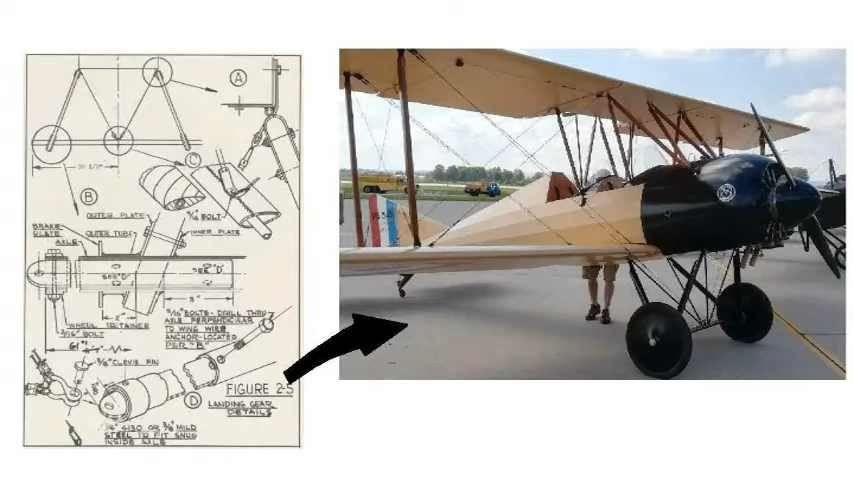 A
30 1/2"
C
B
OUTER PLATE
5/16 BOLT
BRAKE
PLATE
OUTER TUBE
INNER PLATE
AXLE
SEE "D"
SEE "D"
3"
2"
5/16" BOLTS - DRILL THRU
AXLE PERPENDICULAR
TO WING WIRE
ANCHOR - LOCATED
PER "B"
WHEEL RETAINER
3/16" BOLT
61"
3/8" CLEVIS PIN
FIGURE 2-5
D
LANDING GEAR
DETAILS
1/4" 4130 OR 3/8 MILD
STEEL TO FIT SNUG
INSIDE AXLE